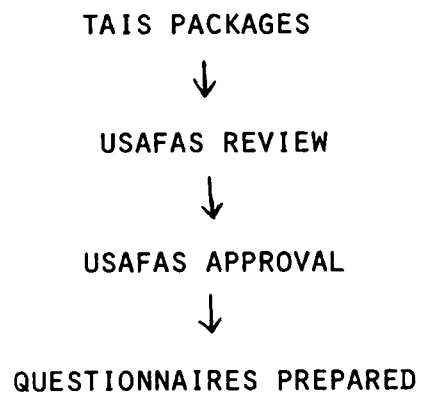 TAIS PACKAGES
USAFAS REVIEW
USAFAS APPROVAL
QUESTIONNAIRES PREPARED